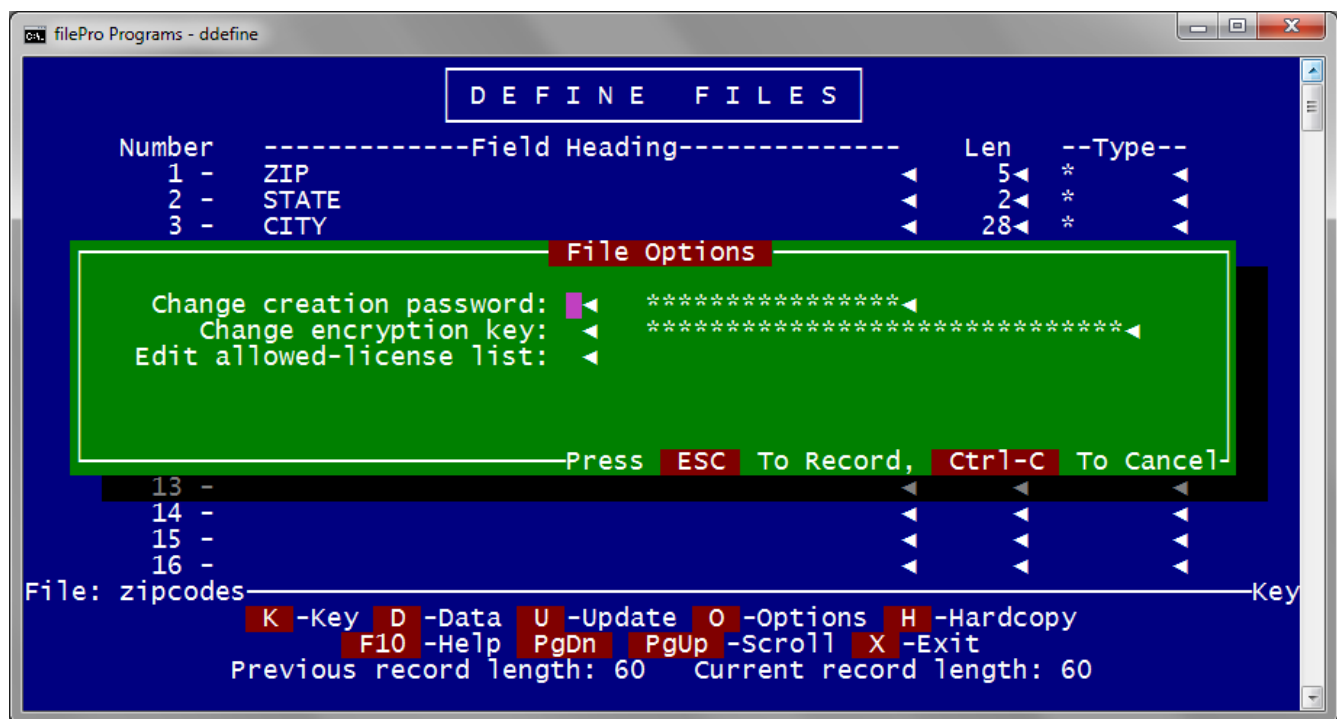 filePro Programs - ddefine
D E F I N E F I L E S
Number -------------Field Heading-------------- Len --Type--
1 - ZIP 5 *
2 - STATE 2 *
3 - CITY 28 *
File Options
Change creation password: ****************
Change encryption key: ******************************
Edit allowed-license list:
Press ESC To Record, Ctrl-C To Cancel
13 -
14 -
15 -
16 -
File: zipcodes Key
K -Key D -Data U -Update O -Options H -Hardcopy
F10 -Help PgDn PgUp -Scroll X -Exit
Previous record length: 60 Current record length: 60